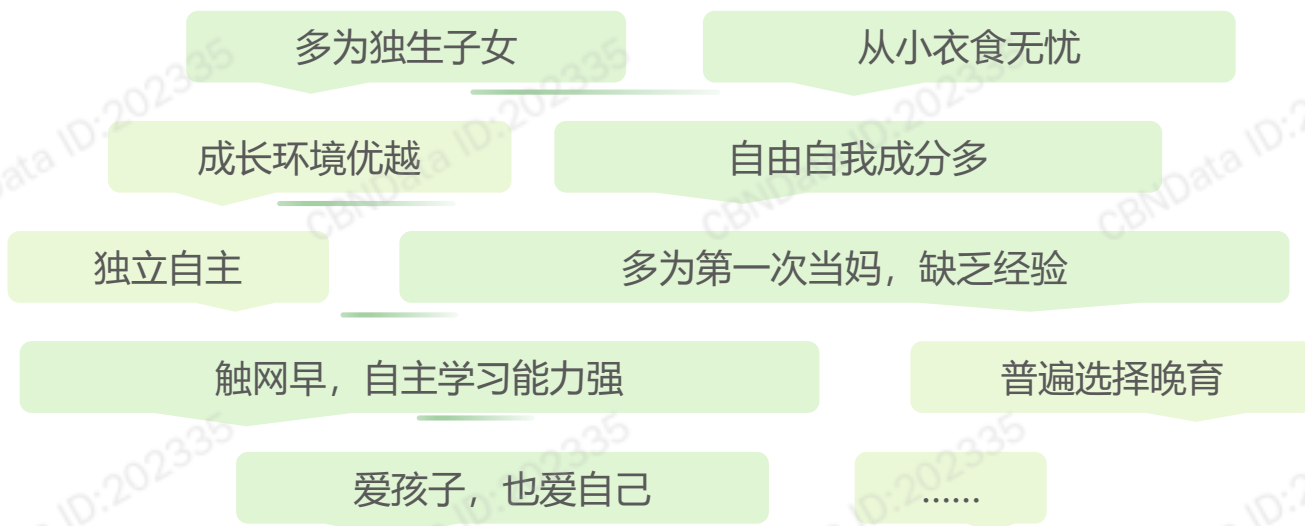 多为独生子女
从小衣食无忧
成长环境优越
自由自我成分多
独立自主
多为第一次当妈，缺乏经验
触网早，自主学习能力强
普遍选择晚育
爱孩子，也爱自己
......
CBNData ID:202335